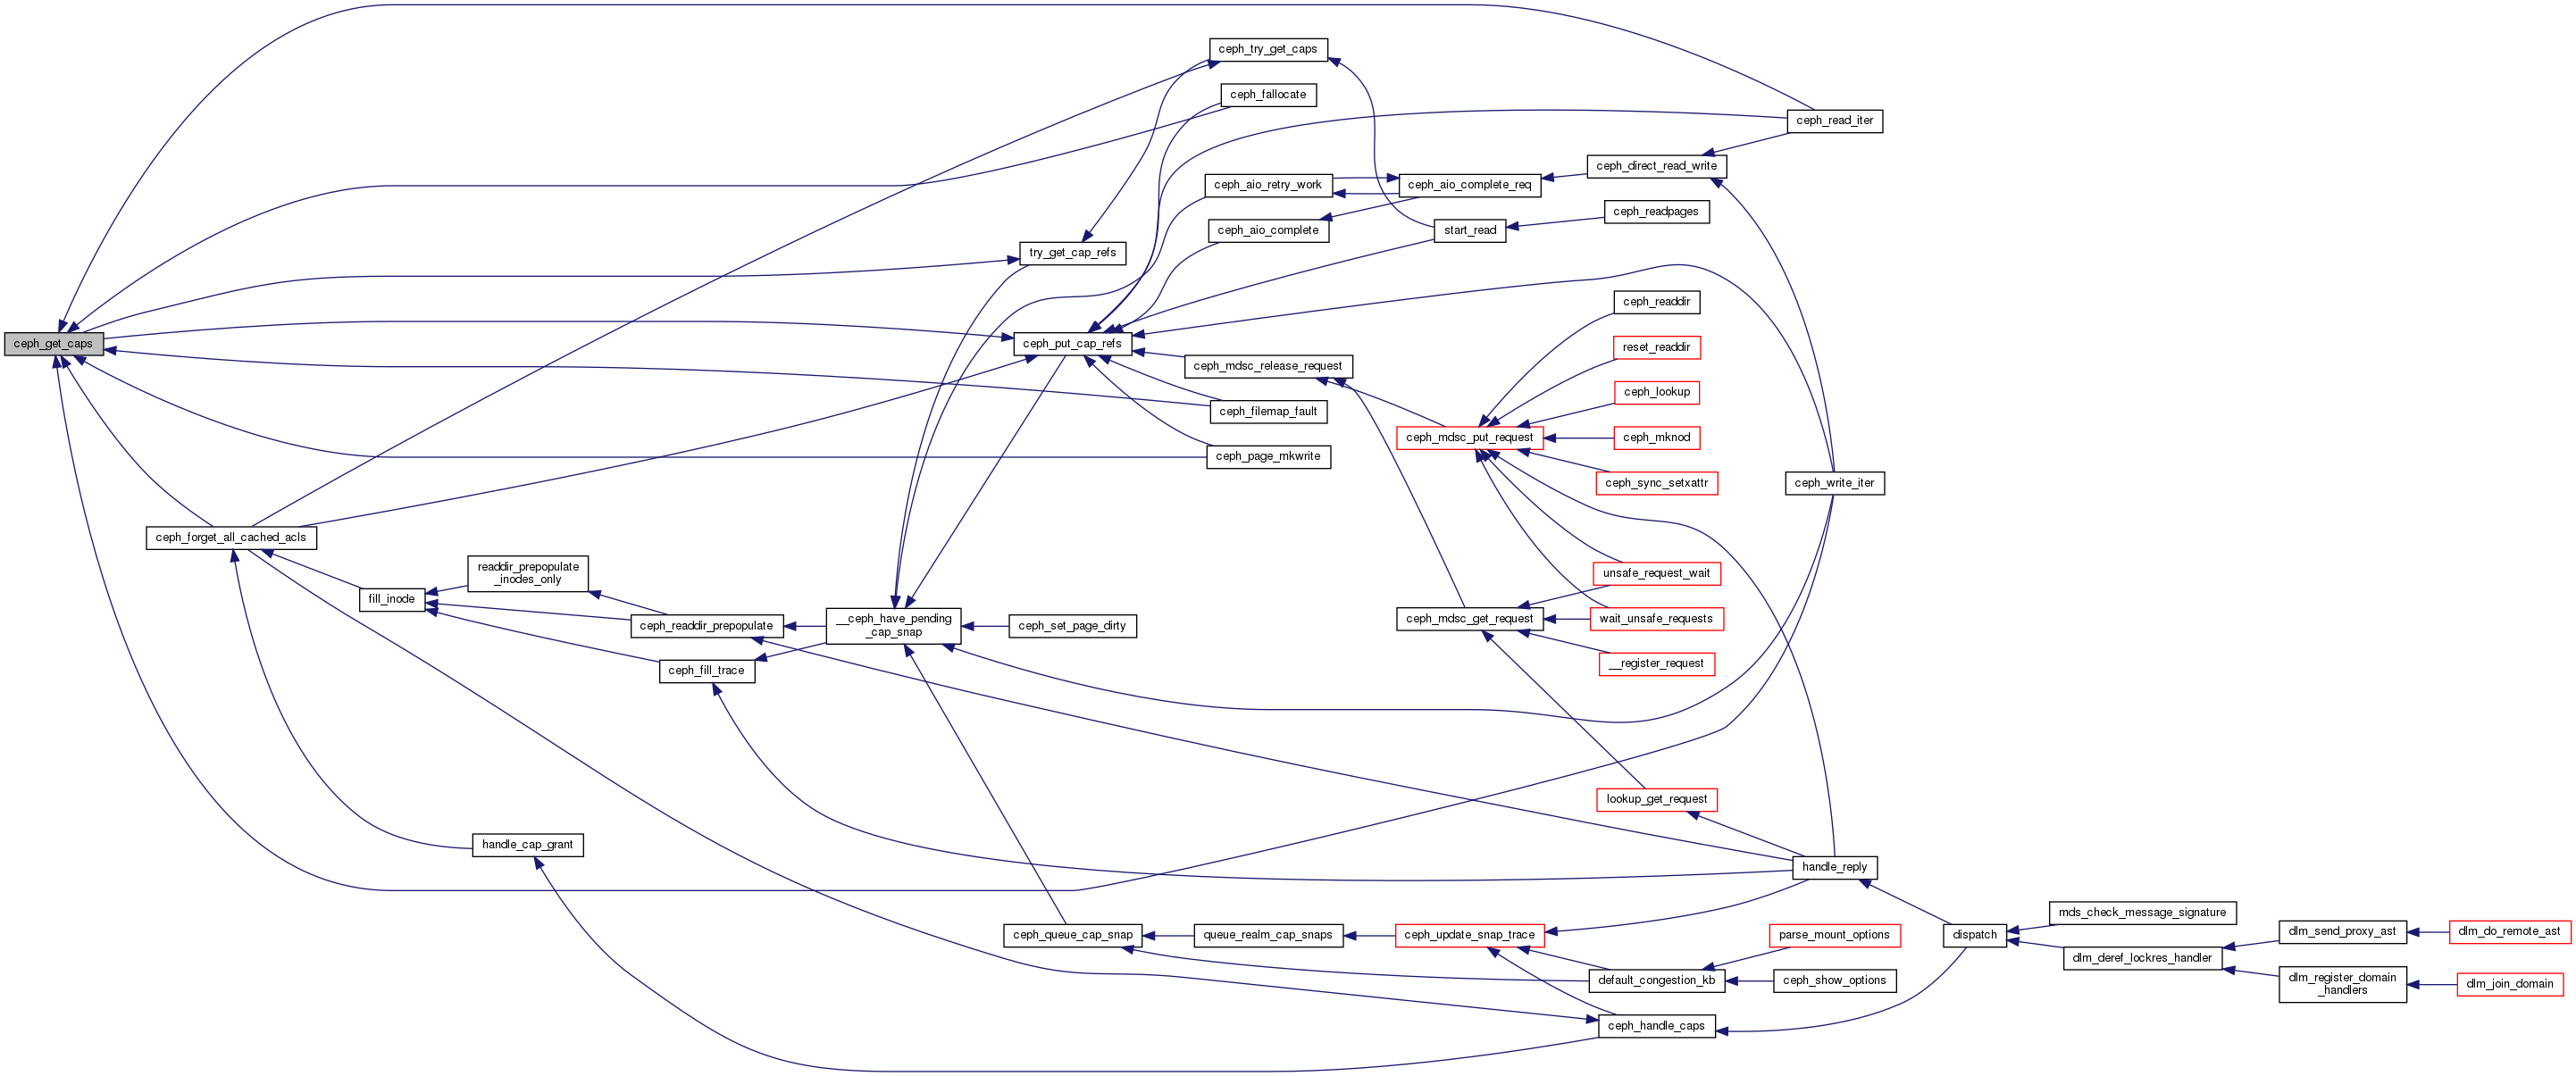 ceph_get_caps
ceph_forget_all_cached_acls
fill_inode
readdir_prepopulate
_inodes_only
ceph_readdir_prepopulate
ceph_fill_trace
handle_cap_grant
__ceph_have_pending
_cap_snap
try_get_cap_refs
ceph_put_cap_refs
ceph_set_page_dirty
ceph_queue_cap_snap
ceph_try_get_caps
ceph_fallocate
ceph_aio_retry_work
ceph_aio_complete
ceph_mdsc_release_request
ceph_filemap_fault
ceph_page_mkwrite
queue_realm_cap_snaps
ceph_aio_complete_req
start_read
ceph_mdsc_put_request
ceph_mdsc_get_request
ceph_update_snap_trace
ceph_direct_read_write
ceph_readpages
ceph_readdir
reset_readdir
ceph_lookup
ceph_mknod
ceph_sync_setxattr
unsafe_request_wait
wait_unsafe_requests
__register_request
lookup_get_request
default_congestion_kb
ceph_handle_caps
ceph_read_iter
ceph_write_iter
handle_reply
parse_mount_options
ceph_show_options
dispatch
mds_check_message_signature
dlm_deref_lockres_handler
dlm_send_proxy_ast
dlm_register_domain
_handlers
dlm_do_remote_ast
dlm_join_domain